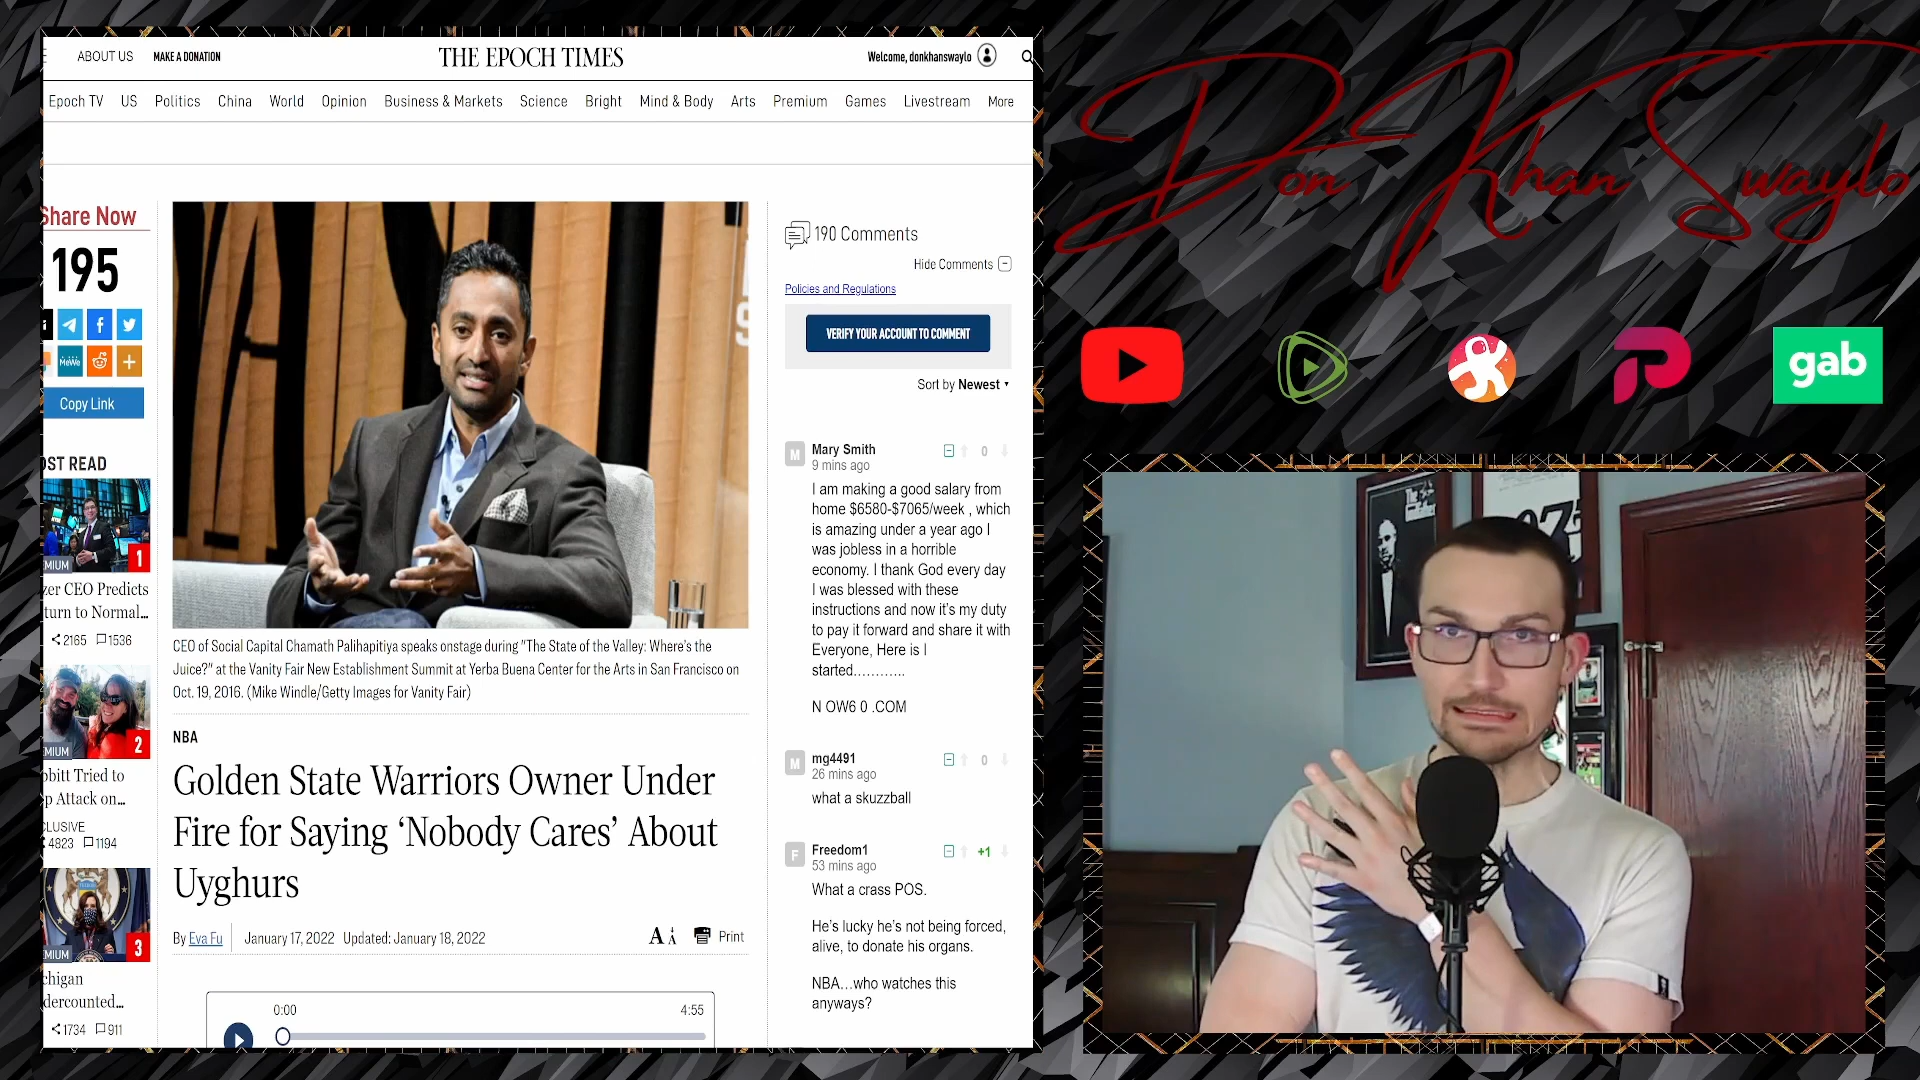 ABOUT US
MAKE A DONATION
THE EPOCH TIMES
Welcome, donkhanswaylo
Epoch TV US Politics China World Opinion Business & Markets Science Bright Mind & Body Arts Premium Games Livestream More
Share Now
195
MeWe
Copy Link
OST READ
MIUM
1
zer CEO Predicts
turn to Normal...
2165 1536
MIUM
2
bbitt Tried to
p Attack on...
CLUSIVE
4823 1194
MIUM
3
chigan
dercounted...
1734 911
CEO of Social Capital Chamath Palihapitiya speaks onstage during "The State of the Valley: Where's the
Juice?" at the Vanity Fair New Establishment Summit at Yerba Buena Center for the Arts in San Francisco on
Oct. 19, 2016. (Mike Windle/Getty Images for Vanity Fair)
NBA
Golden State Warriors Owner Under
Fire for Saying ‘Nobody Cares’ About
Uyghurs
By Eva Fu
January 17, 2022 Updated: January 18, 2022
A A Print
0:00
4:55
190 Comments
Hide Comments
Policies and Regulations
VERIFY YOUR ACCOUNT TO COMMENT
Sort by Newest
M
Mary Smith
0
9 mins ago
I am making a good salary from
home $6580-$7065/week , which
is amazing under a year ago I
was jobless in a horrible
economy. I thank God every day
I was blessed with these
instructions and now it's my duty
to pay it forward and share it with
Everyone, Here is I
started…………
N OW6 0 .COM
M
mg4491
0
26 mins ago
what a skuzzball
F
Freedom1
+1
53 mins ago
What a crass POS.
He's lucky he's not being forced,
alive, to donate his organs.
NBA…who watches this
anyways?
Don Khan Swaylo
gab